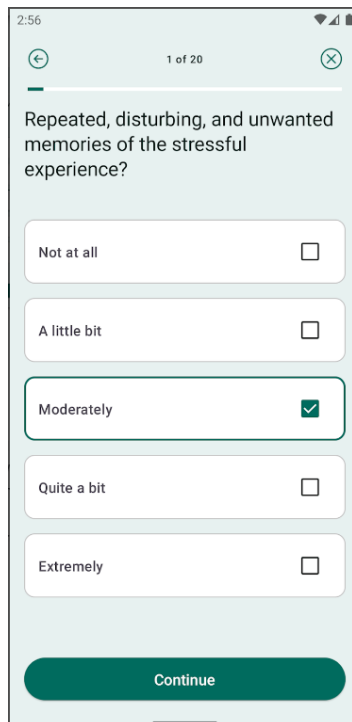 2:56
1 of 20
Repeated, disturbing, and unwanted
memories of the stressful
experience?
Not at all
A little bit
Moderately
Quite a bit
Extremely
Continue